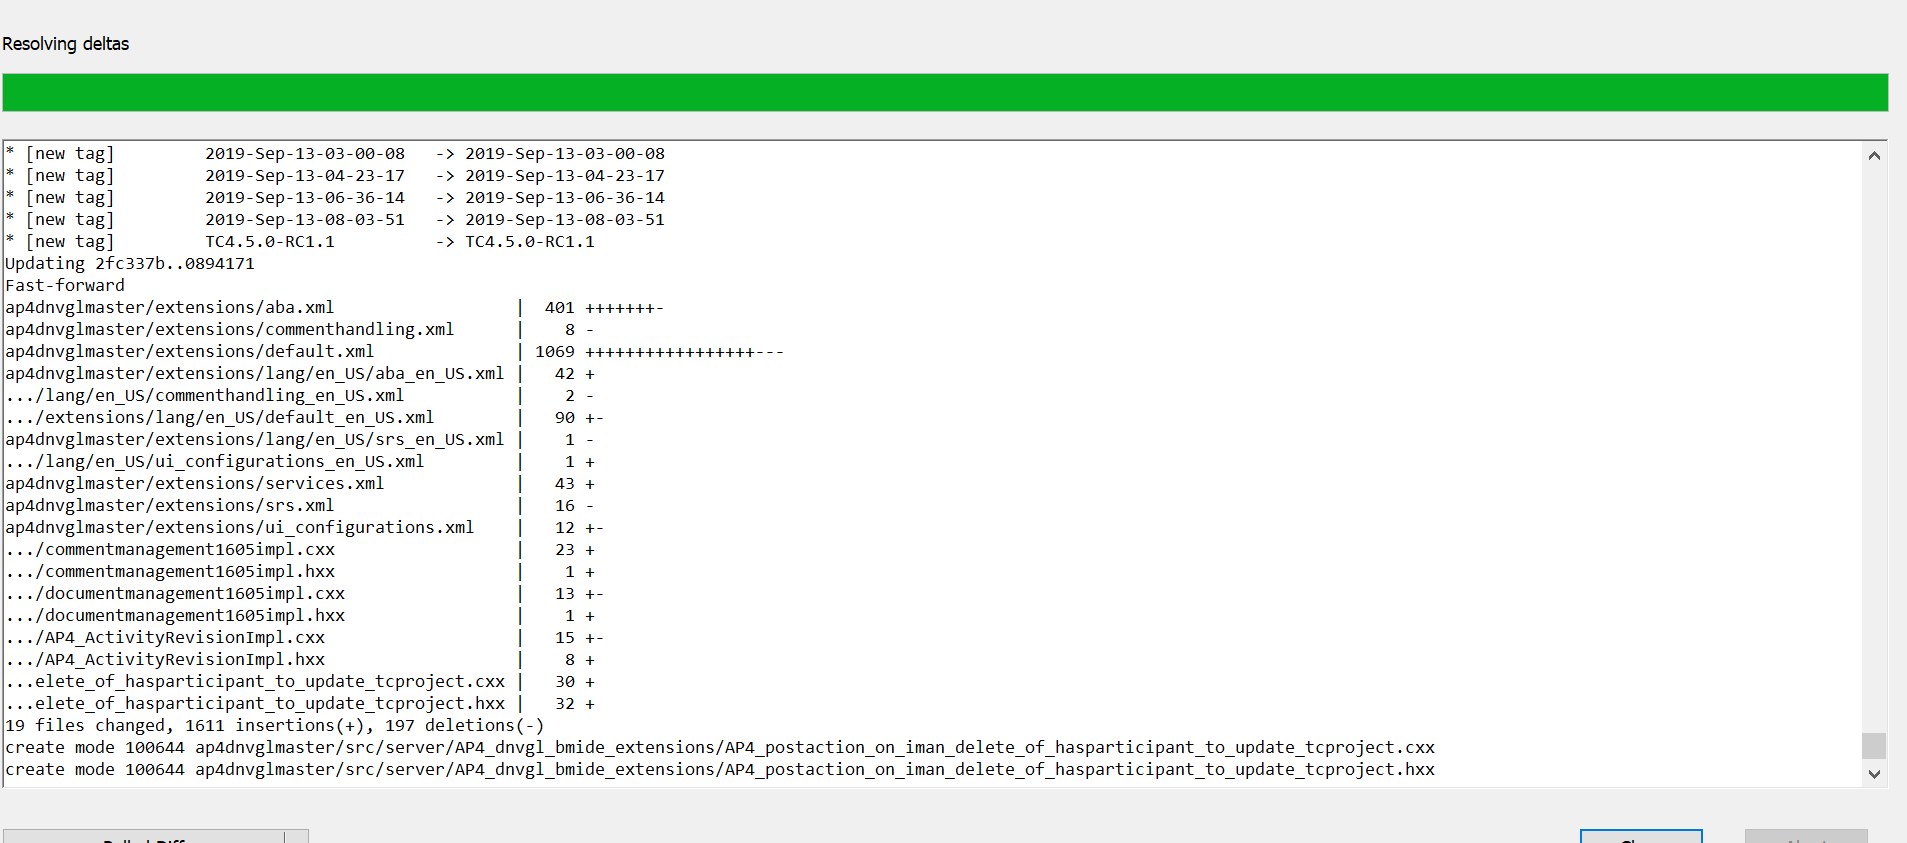 Resolving deltas
* [new tag] 2019-Sep-13-03-00-08 -> 2019-Sep-13-03-00-08
* [new tag] 2019-Sep-13-04-23-17 -> 2019-Sep-13-04-23-17
* [new tag] 2019-Sep-13-06-36-14 -> 2019-Sep-13-06-36-14
* [new tag] 2019-Sep-13-08-03-51 -> 2019-Sep-13-08-03-51
* [new tag] TC4.5.0-RC1.1 -> TC4.5.0-RC1.1
Updating 2fc337b..0894171
Fast-forward
ap4dnvglmaster/extensions/aba.xml | 401 +++++++-
ap4dnvglmaster/extensions/commenthandling.xml | 8 -
ap4dnvglmaster/extensions/default.xml | 1069 +++++++++++++++++---
ap4dnvglmaster/extensions/lang/en_US/aba_en_US.xml | 42 +
.../lang/en_US/commenthandling_en_US.xml | 2 -
.../extensions/lang/en_US/default_en_US.xml | 90 +-
ap4dnvglmaster/extensions/lang/en_US/srs_en_US.xml | 1 -
.../lang/en_US/ui_configurations_en_US.xml | 1 +
ap4dnvglmaster/extensions/services.xml | 43 +
ap4dnvglmaster/extensions/srs.xml | 16 -
ap4dnvglmaster/extensions/ui_configurations.xml | 12 +-
.../commentmanagement1605impl.cxx | 23 +
.../commentmanagement1605impl.hxx | 1 +
.../documentmanagement1605impl.cxx | 13 +-
.../documentmanagement1605impl.hxx | 1 +
.../AP4_ActivityRevisionImpl.cxx | 15 +-
.../AP4_ActivityRevisionImpl.hxx | 8 +
...elete_of_hasparticipant_to_update_tcproject.cxx | 30 +
...elete_of_hasparticipant_to_update_tcproject.hxx | 32 +
19 files changed, 1611 insertions(+), 197 deletions(-)
create mode 100644 ap4dnvglmaster/src/server/AP4_dnvgl_bmide_extensions/AP4_postaction_on_iman_delete_of_hasparticipant_to_update_tcproject.cxx
create mode 100644 ap4dnvglmaster/src/server/AP4_dnvgl_bmide_extensions/AP4_postaction_on_iman_delete_of_hasparticipant_to_update_tcproject.hxx